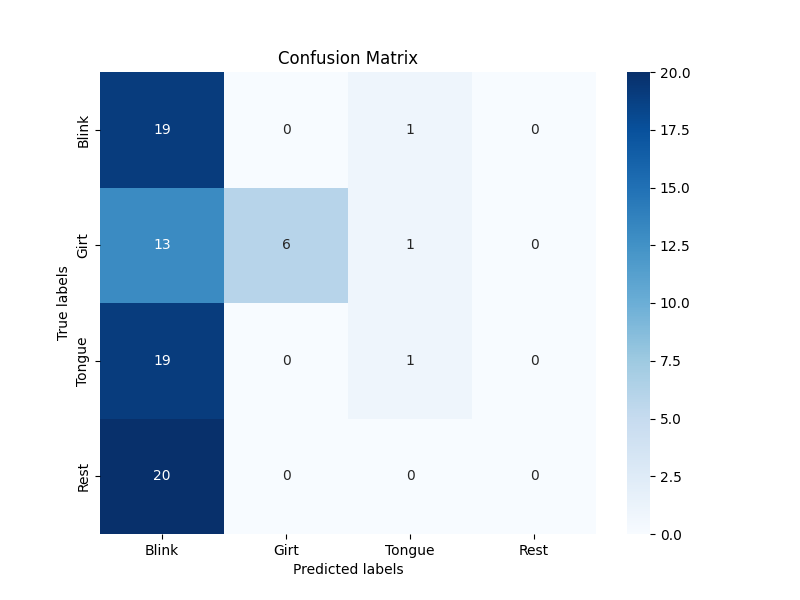 Confusion Matrix
True labels
Blink 19 0 1 0
Girt 13 6 1 0
Tongue 19 0 1 0
Rest 20 0 0 0
Blink Girt Tongue Rest
Predicted labels
20.0
17.5
15.0
12.5
10.0
7.5
5.0
2.5
0.0